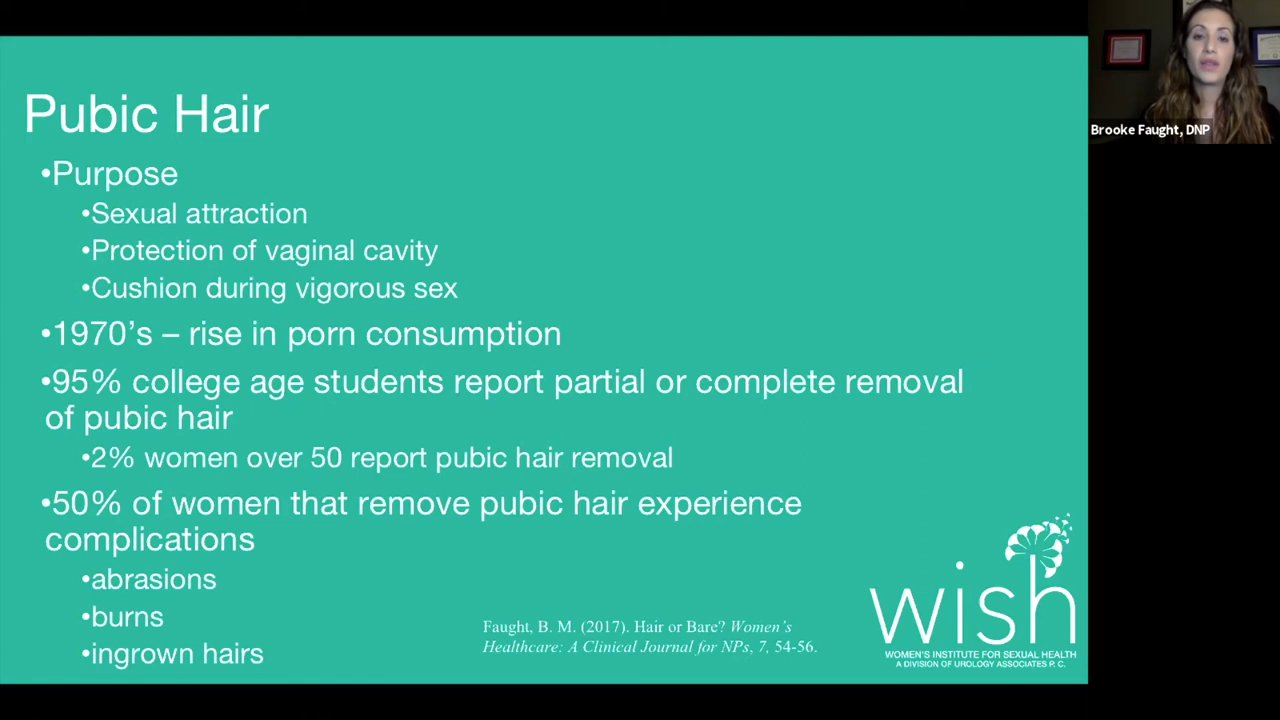 Pubic Hair
•Purpose
•Sexual attraction
•Protection of vaginal cavity
•Cushion during vigorous sex
•1970’s – rise in porn consumption
•95% college age students report partial or complete removal
of pubic hair
•2% women over 50 report pubic hair removal
•50% of women that remove pubic hair experience
complications
•abrasions
•burns
•ingrown hairs
Faught, B. M. (2017). Hair or Bare? Women’s
Healthcare: A Clinical Journal for NPs, 7, 54-56.
wish
WOMEN'S INSTITUTE FOR SEXUAL HEALTH
A DIVISION OF UROLOGY ASSOCIATES P. C.
Brooke Faught, DNP